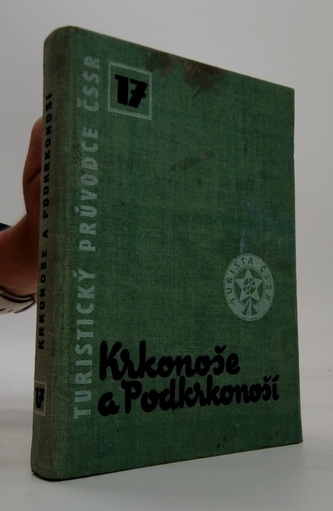 KRKONOŠE A PODKRKONOŠÍ
17
TURISTICKÝ PRŮVODCE ČSSR
17
TURISTA ČSSR
Krkonoše
a Podkrkonoší